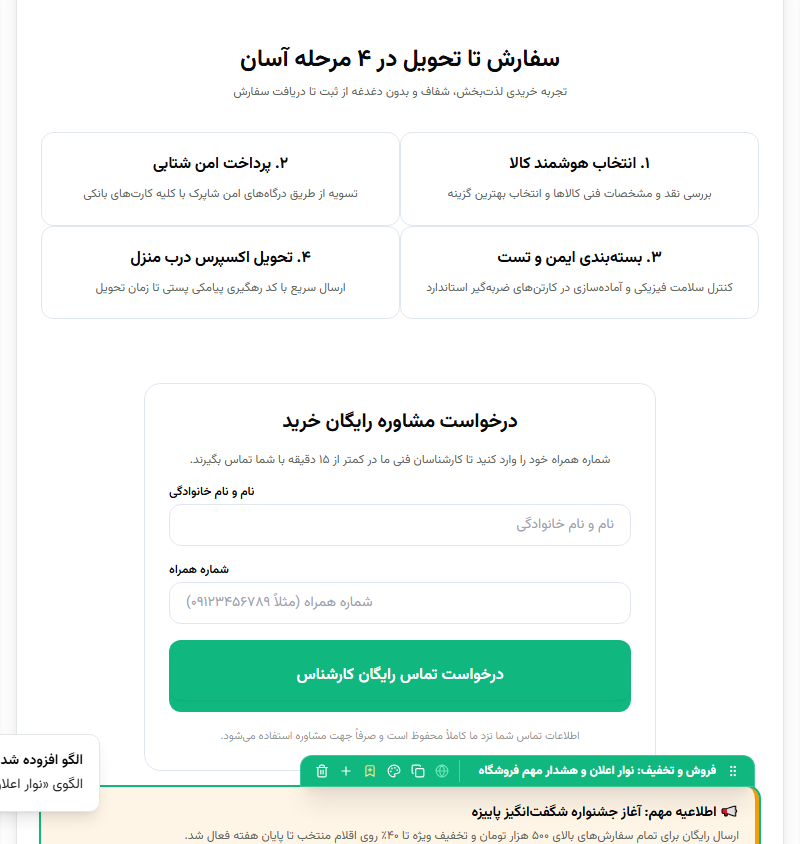 سفارش تا تحویل در ۴ مرحله آسان
تجربه خریدی لذت‌بخش، شفاف و بدون دغدغه از ثبت تا دریافت سفارش
۱. انتخاب هوشمند کالا
بررسی نقد و مشخصات فنی کالاها و انتخاب بهترین گزینه
۲. پرداخت امن شتابی
تسویه از طریق درگاه‌های امن شاپرک با کلیه کارت‌های بانکی
۳. بسته‌بندی ایمن و تست
کنترل سلامت فیزیکی و آماده‌سازی در کارتن‌های ضربه‌گیر استاندارد
۴. تحویل اکسپرس درب منزل
ارسال سریع با کد رهگیری پیامکی پستی تا زمان تحویل
درخواست مشاوره رایگان خرید
شماره همراه خود را وارد کنید تا کارشناسان فنی ما در کمتر از ۱۵ دقیقه با شما تماس بگیرند.
نام و نام خانوادگی
نام و نام خانوادگی
شماره همراه
شماره همراه (مثلاً ۰۹۱۲۳۴۵۶۷۸۹)
درخواست تماس رایگان کارشناس
اطلاعات تماس شما نزد ما کاملاً محفوظ است و صرفاً جهت مشاوره استفاده می‌شود.
الگو افزوده شد
الگوی «نوار اعلا
فروش و تخفیف: نوار اعلان و هشدار مهم فروشگاه
📢 اطلاعیه مهم: آغاز جشنواره شگفت‌انگیز پاییزه
ارسال رایگان برای تمام سفارش‌های بالای ۵۰۰ هزار تومان و تخفیف ویژه تا ۴۰٪ روی اقلام منتخب تا پایان هفته فعال شد.